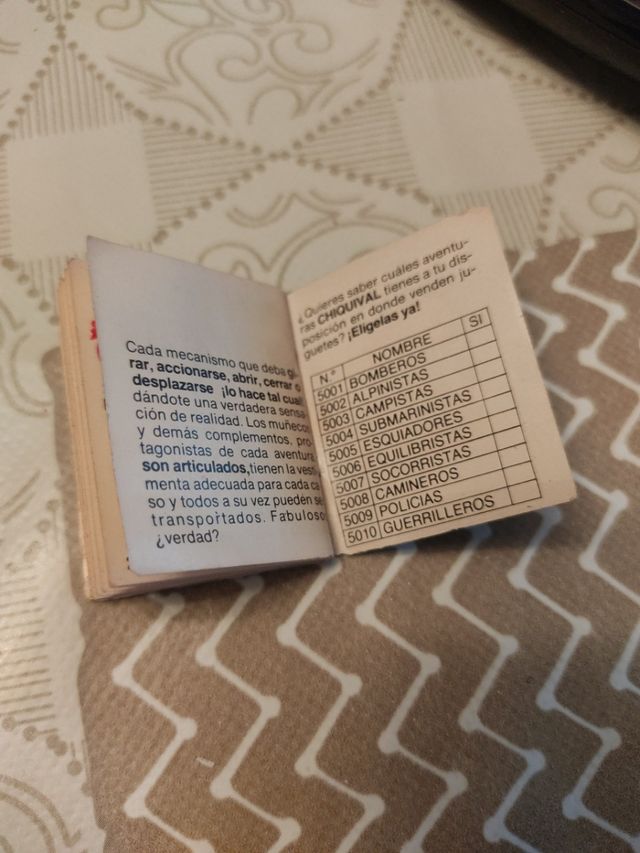 Cada mecanismo que deba gi-
rar, accionarse, abrir, cerrar o
desplazarse ¡lo hace tal cual!
dándote una verdadera sensa-
ción de realidad. Los muñecos
y demás complementos, pro-
tagonistas de cada aventura,
son articulados, tienen la vesti-
menta adecuada para cada ca-
so y todos a su vez pueden se
transportados. Fabuloso
¿verdad?
¿Quieres saber cuáles aventu-
ras CHIQUIVAL tienes a tu dis-
posición en donde venden ju-
guetes? ¡Elígelas ya!
N.° NOMBRE SI
5001 BOMBEROS
5002 ALPINISTAS
5003 CAMPISTAS
5004 SUBMARINISTAS
5005 ESQUIADORES
5006 EQUILIBRISTAS
5007 SOCORRISTAS
5008 CAMINEROS
5009 POLICIAS
5010 GUERRILLEROS